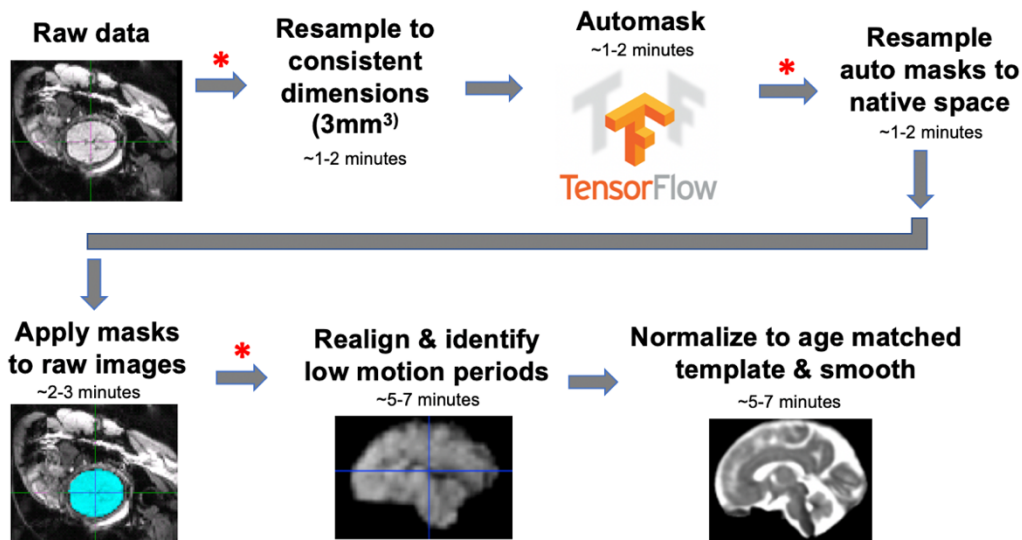 Raw data
*
Resample to
consistent
dimensions
(3mm³)
~1-2 minutes
Automask
~1-2 minutes
TensorFlow
*
Resample
auto masks to
native space
~1-2 minutes
Apply masks
to raw images
~2-3 minutes
*
Realign & identify
low motion periods
~5-7 minutes
Normalize to age matched
template & smooth
~5-7 minutes